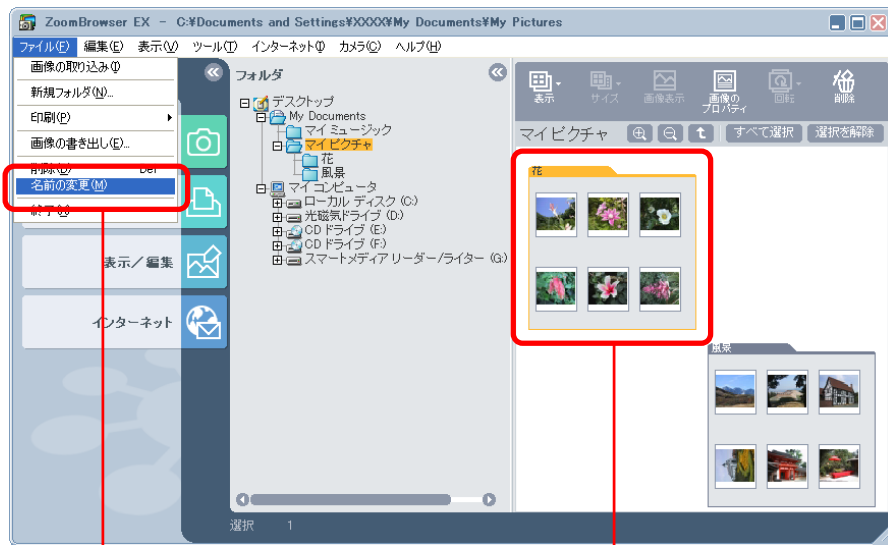 ZoomBrowser EX - C:¥Documents and Settings¥XXXX¥My Documents¥My Pictures
ファイル(F) 編集(E) 表示(V) ツール(T) インターネット(I) カメラ(C) ヘルプ(H)
画像の取り込み(I)
新規フォルダ(N)...
印刷(P)
画像の書き出し(E)...
削除(D) Del
名前の変更(M)
終了(X)
表示／編集
インターネット
フォルダ
デスクトップ
My Documents
マイ ミュージック
マイ ピクチャ
花
風景
マイ コンピュータ
ローカル ディスク (C:)
光磁気ドライブ (D:)
CD ドライブ (E:)
CD ドライブ (F:)
スマートメディア リーダー/ライター (G:)
表示 サイズ 画像表示 画像のプロパティ 回転 削除
マイ ピクチャ すべて選択 選択を解除
花
風景
選択 1